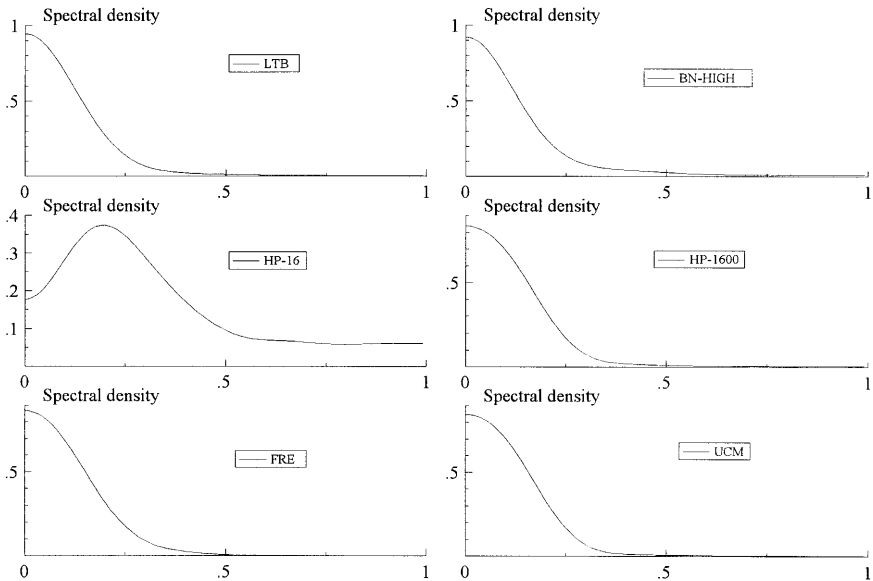 Spectral density
1
.5
LTB
0
.5
1
Spectral density
1
.5
BN-HIGH
0
.5
1
Spectral density
.4
.3
.2
.1
HP-16
0
.5
1
Spectral density
.5
HP-1600
0
.5
1
Spectral density
.5
FRE
0
.5
1
Spectral density
.5
UCM
0
.5
1